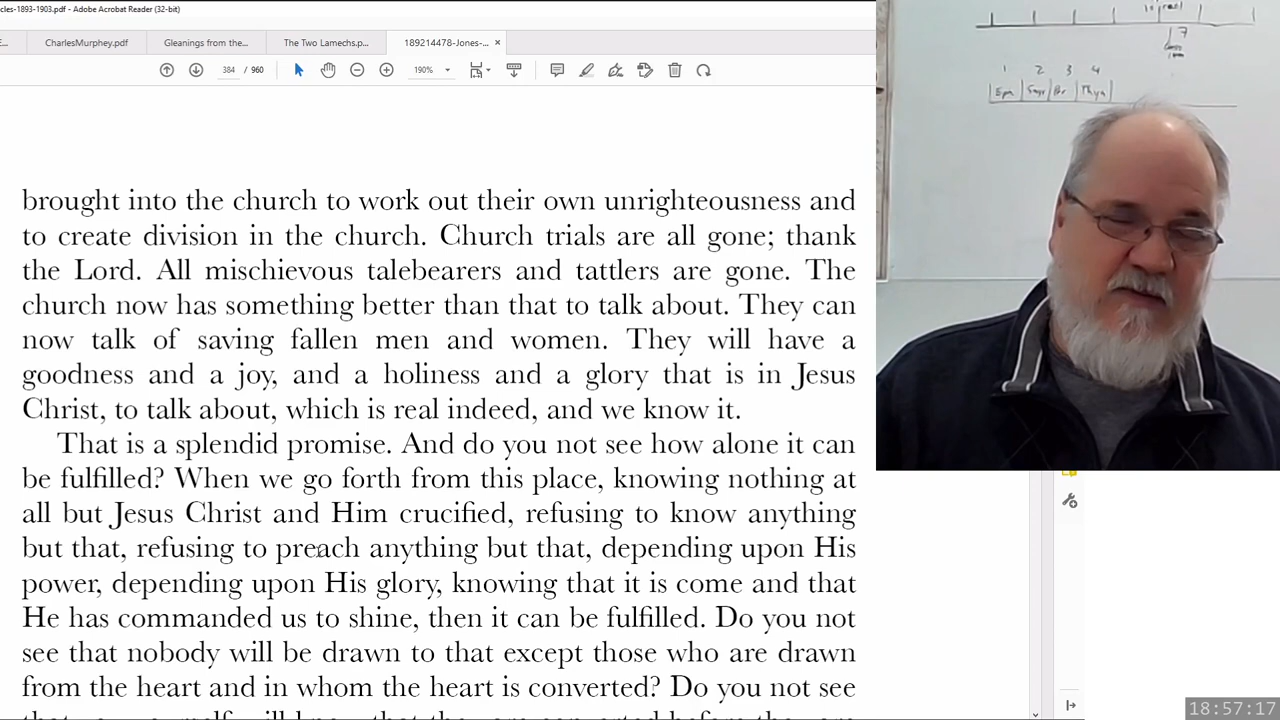 cles-1893-1903.pdf - Adobe Acrobat Reader (32-bit)
E...
CharlesMurphey.pdf
Gleanings from the...
The Two Lamechs.p...
189214478-Jones-... ×
384 / 960
190%
brought into the church to work out their own unrighteousness and
to create division in the church. Church trials are all gone; thank
the Lord. All mischievous talebearers and tattlers are gone. The
church now has something better than that to talk about. They can
now talk of saving fallen men and women. They will have a
goodness and a joy, and a holiness and a glory that is in Jesus
Christ, to talk about, which is real indeed, and we know it.
That is a splendid promise. And do you not see how alone it can
be fulfilled? When we go forth from this place, knowing nothing at
all but Jesus Christ and Him crucified, refusing to know anything
but that, refusing to preach anything but that, depending upon His
power, depending upon His glory, knowing that it is come and that
He has commanded us to shine, then it can be fulfilled. Do you not
see that nobody will be drawn to that except those who are drawn
from the heart and in whom the heart is converted? Do you not see
7
1 2 3 4
18:57:17